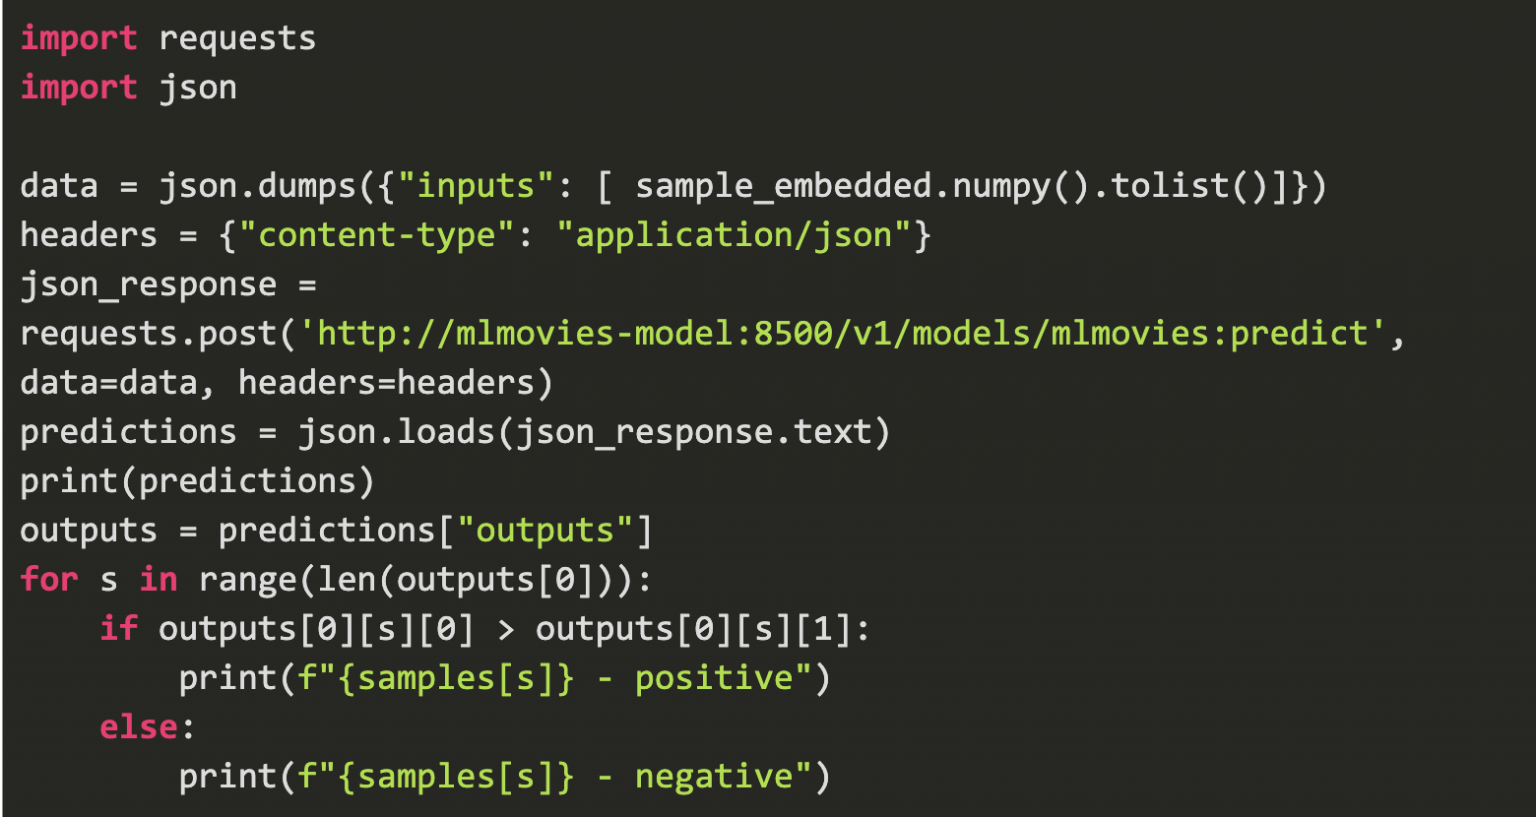 import requests
import json

data = json.dumps({"inputs": [ sample_embedded.numpy().tolist()]})
headers = {"content-type": "application/json"}
json_response =
requests.post('http://mlmovies-model:8500/v1/models/mlmovies:predict',
data=data, headers=headers)
predictions = json.loads(json_response.text)
print(predictions)
outputs = predictions["outputs"]
for s in range(len(outputs[0])):
    if outputs[0][s][0] > outputs[0][s][1]:
        print(f"{samples[s]} - positive")
    else:
        print(f"{samples[s]} - negative")